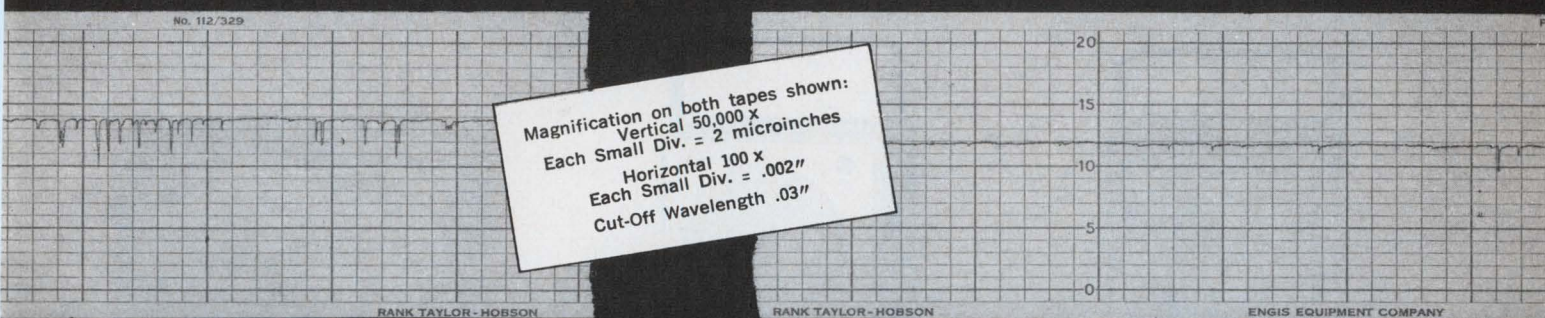 No. 112/329
Magnification on both tapes shown:
Vertical 50,000 x
Each Small Div. = 2 microinches
Horizontal 100 x
Each Small Div. = .002"
Cut-Off Wavelength .03"
20
15
10
5
0
RANK TAYLOR-HOBSON
RANK TAYLOR-HOBSON
ENGIS EQUIPMENT COMPANY